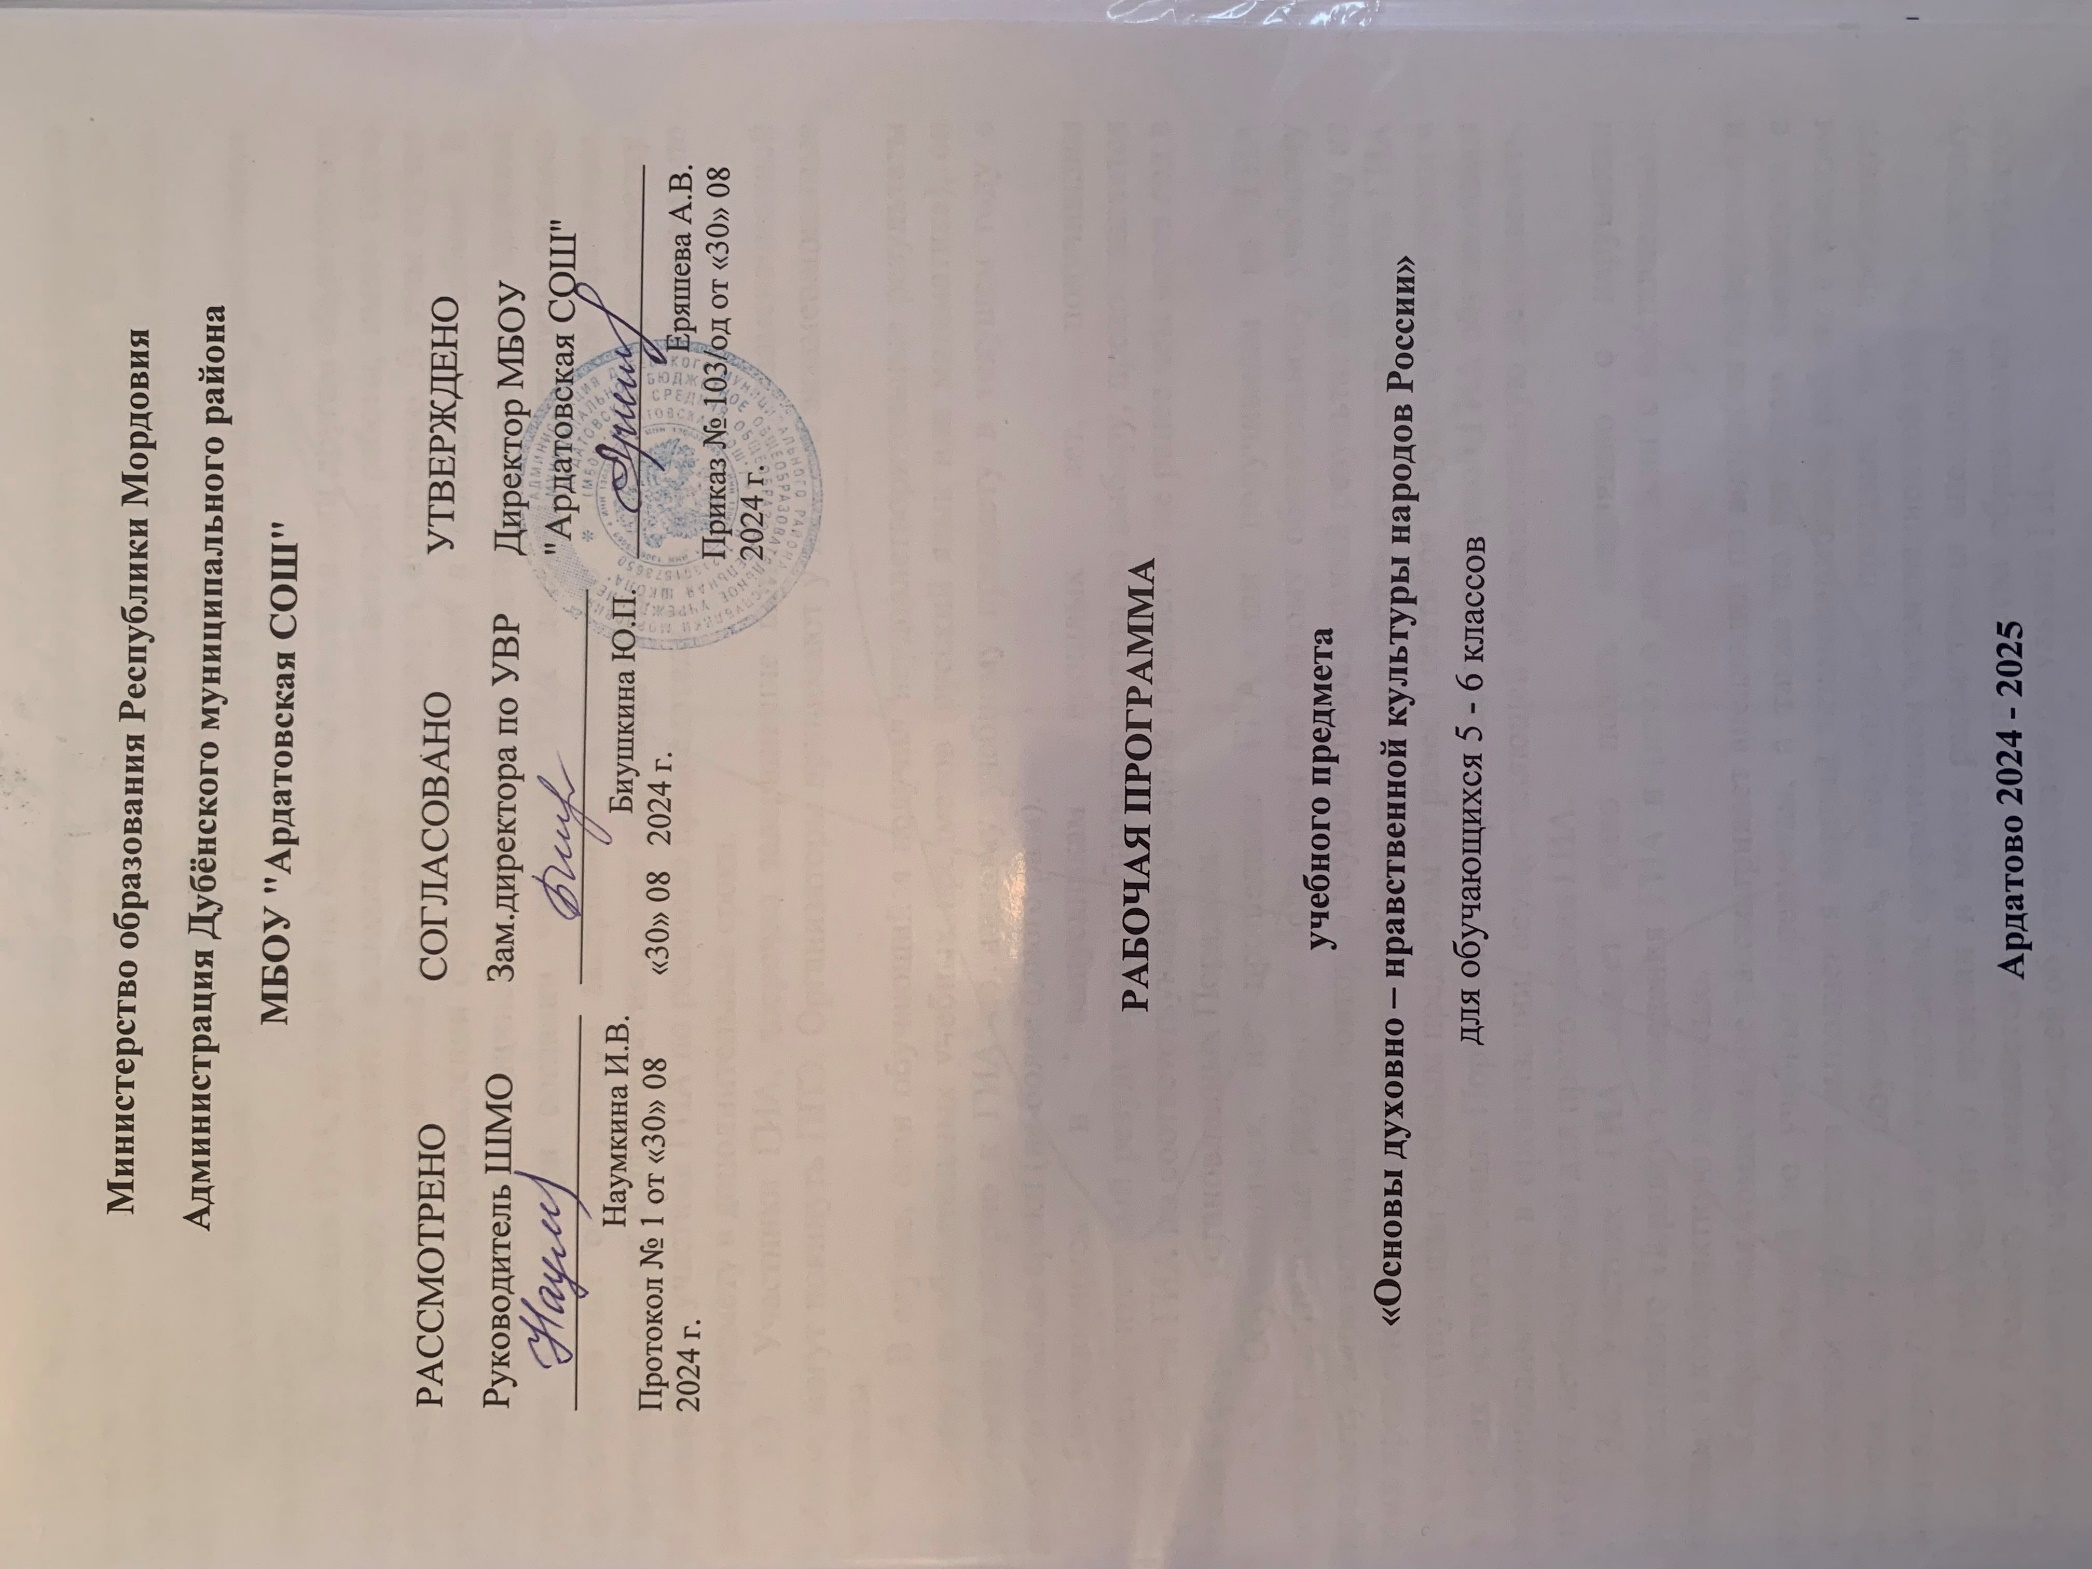 Министерство образования Республики Мордовия
Администрация Дубёнского муниципального района
МБОУ "Ардатовская СОШ"
РАССМОТРЕНО
Руководитель ШМО
Наумкина И.В.
Протокол № 1 от «30» 08
2024 г.
СОГЛАСОВАНО
Зам.директора по УВР
Биушкина Ю.П.
«30» 08 2024 г.
УТВЕРЖДЕНО
Директор МБОУ
"Ардатовская СОШ"
Еряшева А.В.
Приказ № 103/од от «30» 08
2024 г.
РАБОЧАЯ ПРОГРАММА
учебного предмета
«Основы духовно – нравственной культуры народов России»
для обучающихся 5 - 6 классов
Ардатово 2024 - 2025